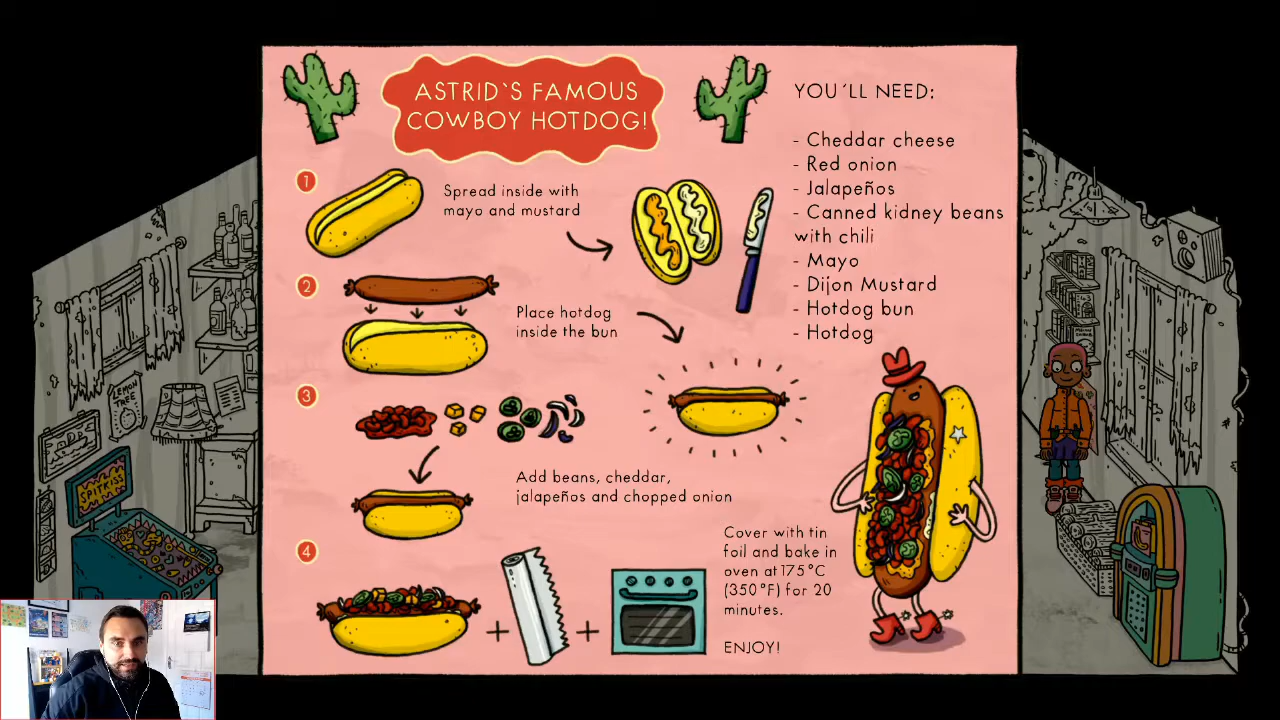 ASTRID`S FAMOUS
COWBOY HOTDOG!
1
Spread inside with
mayo and mustard
2
Place hotdog
inside the bun
3
Add beans, cheddar,
jalapeños and chopped onion
4
Cover with tin
foil and bake in
oven at 175°C
(350°F) for 20
minutes.
ENJOY!
YOU´LL NEED:
- Cheddar cheese
- Red onion
- Jalapeños
- Canned kidney beans
with chili
- Mayo
- Dijon Mustard
- Hotdog bun
- Hotdog
LEMON
TREE
SPITKISS